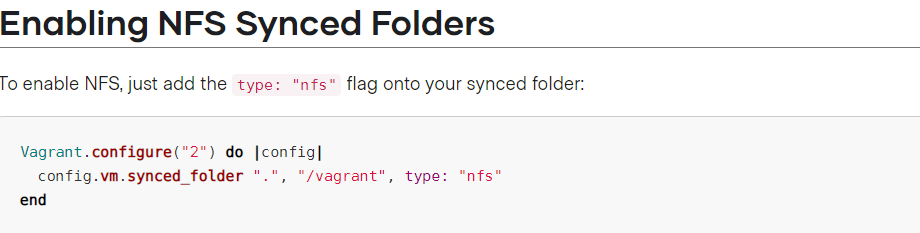 Enabling NFS Synced Folders
To enable NFS, just add the type: "nfs" flag onto your synced folder:
Vagrant.configure("2") do |config|
  config.vm.synced_folder ".", "/vagrant", type: "nfs"
end